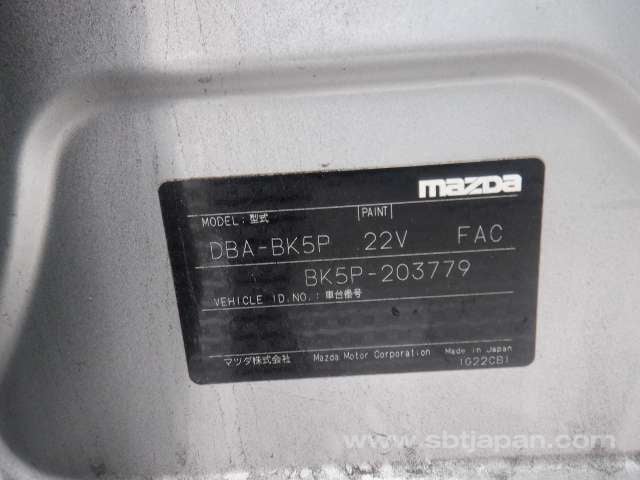 mazda
MODEL: 型式 PAINT
DBA-BK5P 22V FAC
BK5P-203779
VEHICLE ID.NO.: 車台番号
マツダ株式会社 Mazda Motor Corporation Made in Japan
(G22CB)
www.sbtjapan.com